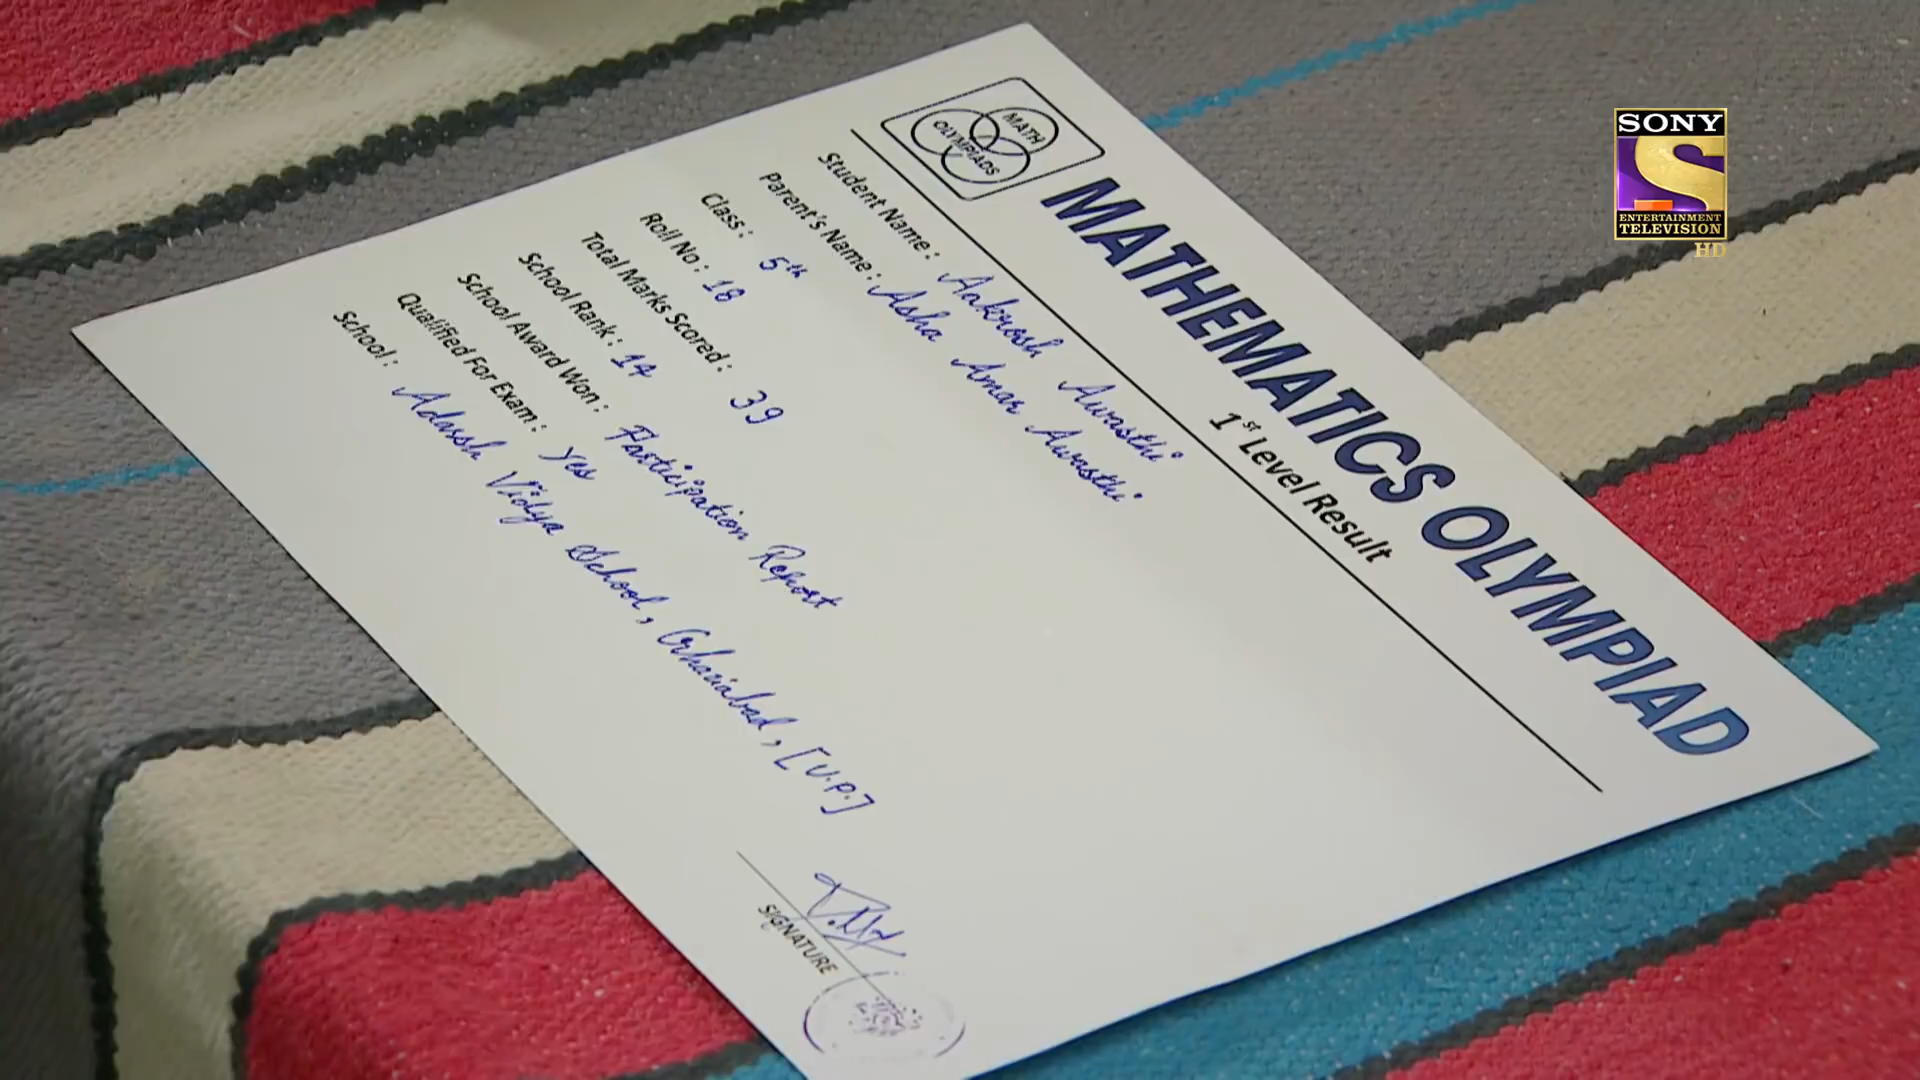 MATH
OLYMPIADS
MATHEMATICS OLYMPIAD
1st Level Result
Student Name : Aakrosh Awasthi
Parent's Name : Asha Amar Awasthi
Class : 5th
Roll No : 18
Total Marks Scored : 39
School Rank : 14
School Award Won : Participation Report
Qualified For Exam : Yes
School : Adarsh Vidya School, Ghaziabad, [U.P.]
SIGNATURE
SONY
ENTERTAINMENT
TELEVISION
HD